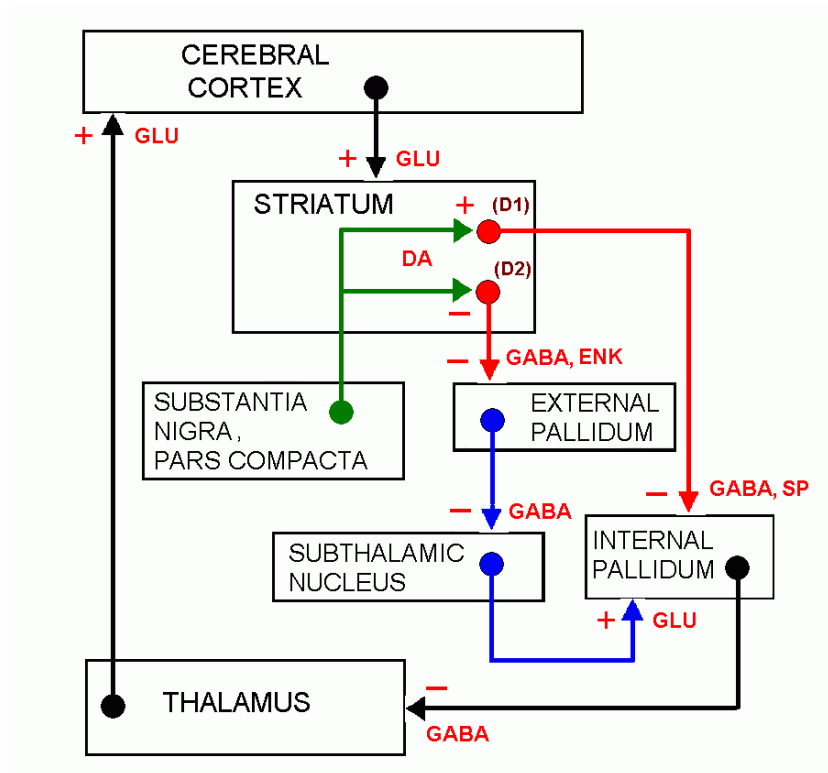 CEREBRAL
CORTEX
+ GLU
+ GLU
STRIATUM
+ (D1)
DA
(D2)
−
− GABA, ENK
SUBSTANTIA
NIGRA ,
PARS COMPACTA
EXTERNAL
PALLIDUM
− GABA, SP
− GABA
SUBTHALAMIC
NUCLEUS
INTERNAL
PALLIDUM
+ GLU
THALAMUS
−
GABA